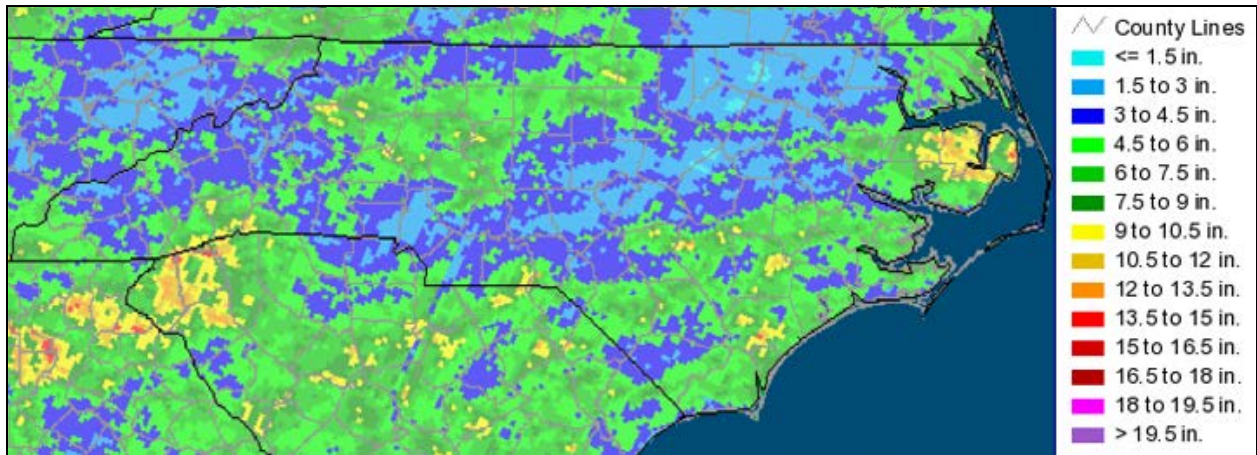 County Lines
<= 1.5 in.
1.5 to 3 in.
3 to 4.5 in.
4.5 to 6 in.
6 to 7.5 in.
7.5 to 9 in.
9 to 10.5 in.
10.5 to 12 in.
12 to 13.5 in.
13.5 to 15 in.
15 to 16.5 in.
16.5 to 18 in.
18 to 19.5 in.
> 19.5 in.